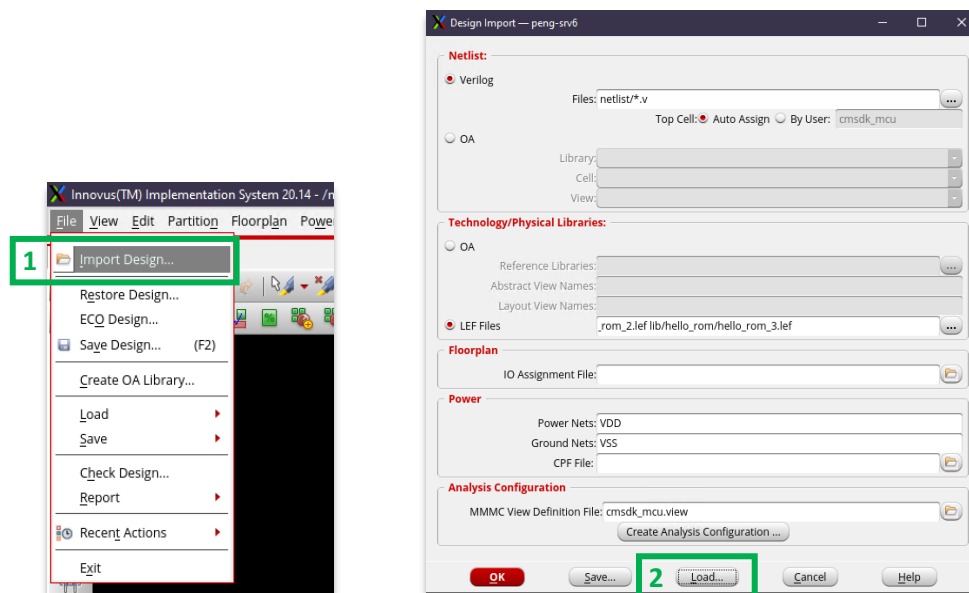 Innovus(TM) Implementation System 20.14 - /n
File View Edit Partition Floorplan Powe
1
Import Design...
Restore Design...
ECO Design...
Save Design... (F2)
Create OA Library...
Load
Save
Check Design...
Report
Recent Actions
Exit
Design Import — peng-srv6
Netlist:
Verilog
Files: netlist/*.v ...
Top Cell: Auto Assign By User: cmsdk_mcu
OA
Library:
Cell:
View:
Technology/Physical Libraries:
OA
Reference Libraries: ...
Abstract View Names:
Layout View Names:
LEF Files _rom_2.lef lib/hello_rom/hello_rom_3.lef ...
Floorplan
IO Assignment File:
Power
Power Nets: VDD
Ground Nets: VSS
CPF File:
Analysis Configuration
MMMC View Definition File: cmsdk_mcu.view
Create Analysis Configuration ...
OK Save... 2 Load... Cancel Help